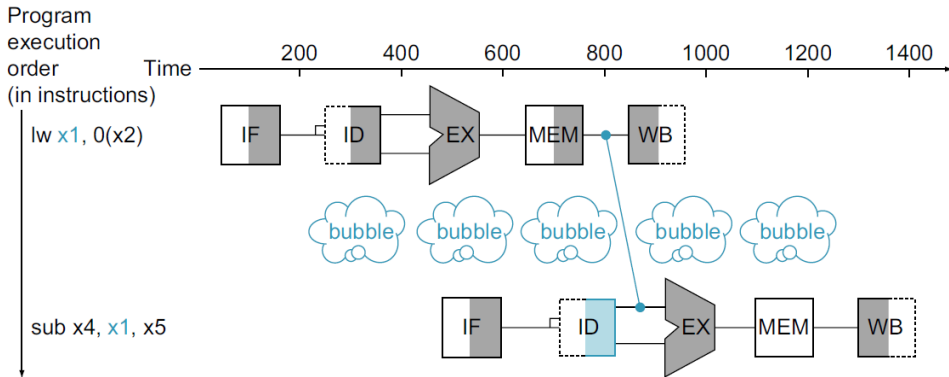 Program
execution
order
(in instructions)
Time
200 400 600 800 1000 1200 1400
lw x1, 0(x2)
IF ID EX MEM WB
bubble bubble bubble bubble bubble
sub x4, x1, x5
IF ID EX MEM WB